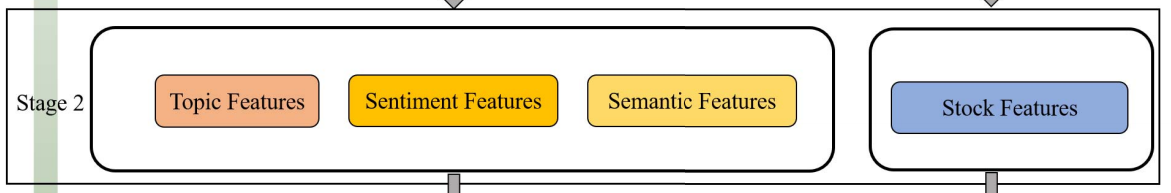 Stage 2
Topic Features
Sentiment Features
Semantic Features
Stock Features